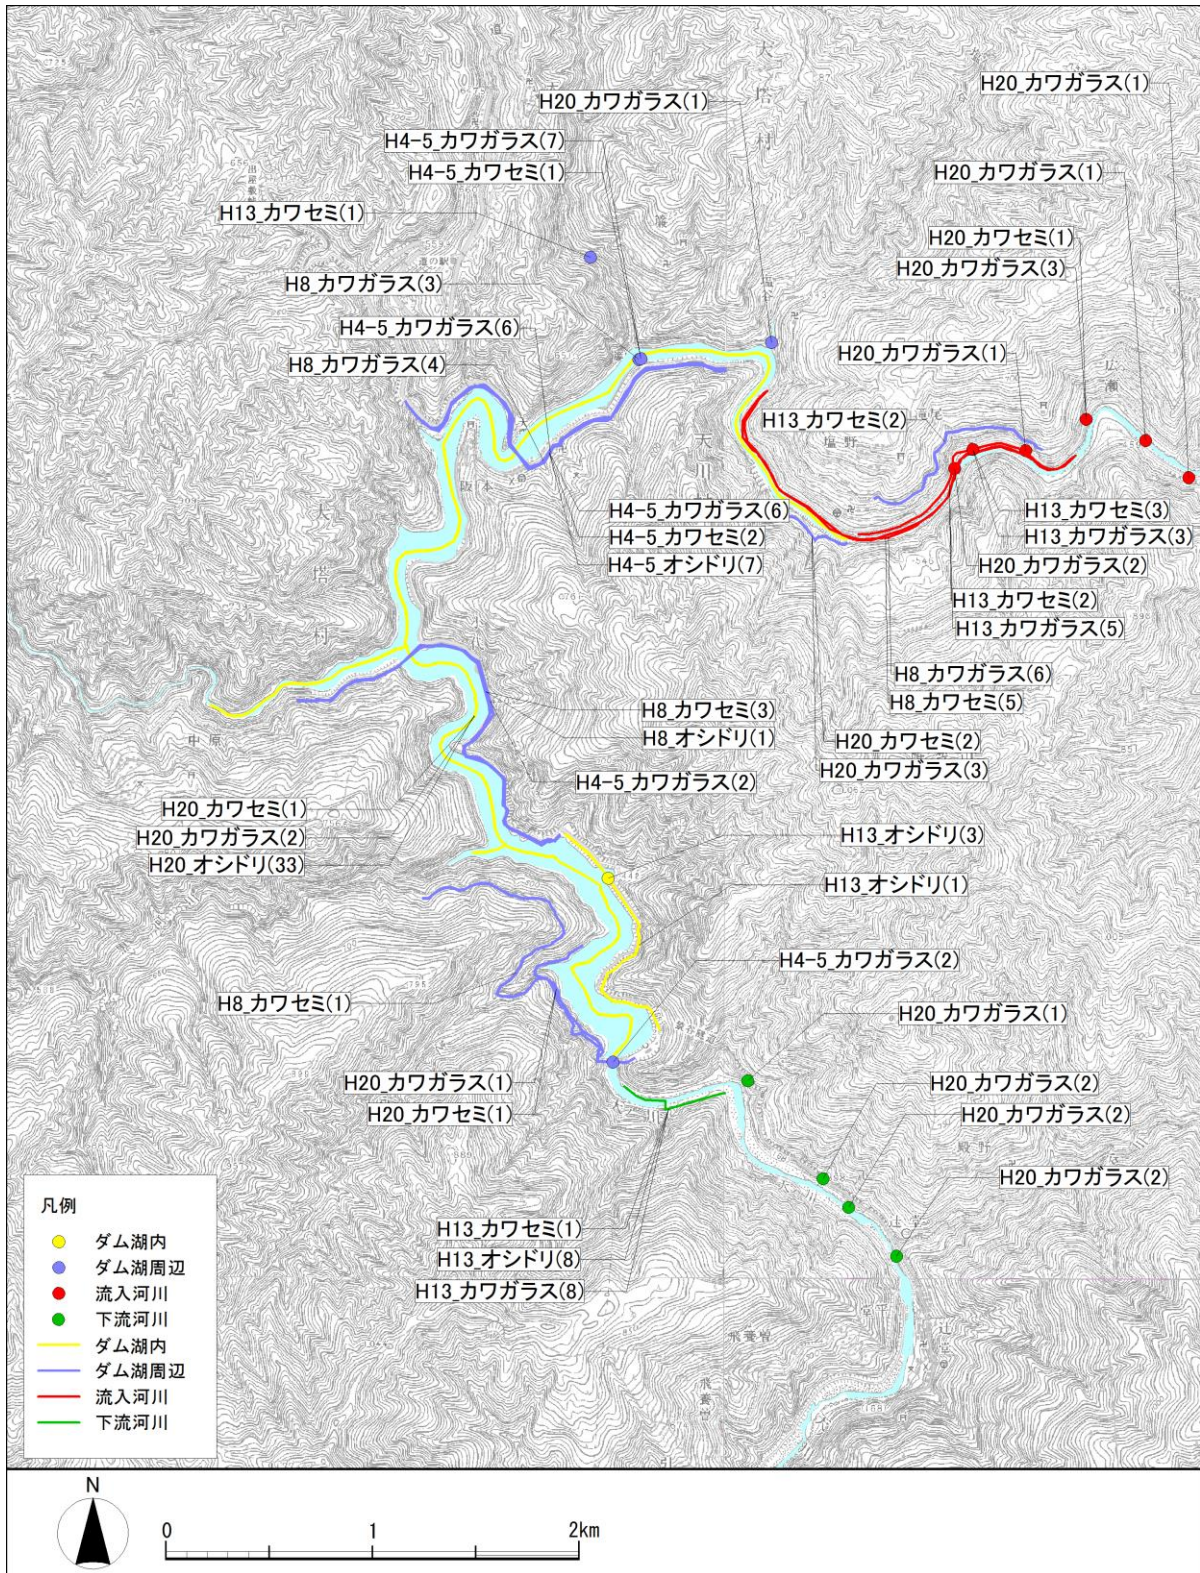 大塔村
H20_カワガラス(1)
H20_カワガラス(1)
H4-5_カワガラス(7)
H4-5_カワセミ(1)
H20_カワガラス(1)
H13_カワセミ(1)
H20_カワセミ(1)
H20_カワガラス(3)
H8_カワガラス(3)
H4-5_カワガラス(6)
H20_カワガラス(1)
H8_カワガラス(4)
広瀬
H13_カワセミ(2)
塩野
大川
阪
H4-5_カワガラス(6)
H4-5_カワセミ(2)
H4-5_オシドリ(7)
H13_カワセミ(3)
H13_カワガラス(3)
H20_カワガラス(2)
H13_カワセミ(2)
H13_カワガラス(5)
大塔村
H8_カワガラス(6)
H8_カワセミ(5)
H8_カワセミ(3)
H8_オシドリ(1)
H20_カワセミ(2)
H20_カワガラス(3)
中原
H4-5_カワガラス(2)
H20_カワセミ(1)
H20_カワガラス(2)
H20_オシドリ(33)
H13_オシドリ(3)
H13_オシドリ(1)
H4-5_カワガラス(2)
H8_カワセミ(1)
H20_カワガラス(1)
H20_カワガラス(1)
H20_カワセミ(1)
H20_カワガラス(2)
H20_カワガラス(2)
殿野
H20_カワガラス(2)
H13_カワセミ(1)
H13_オシドリ(8)
H13_カワガラス(8)
飛養曽
凡例
ダム湖内
ダム湖周辺
流入河川
下流河川
ダム湖内
ダム湖周辺
流入河川
下流河川
N
0 1 2km